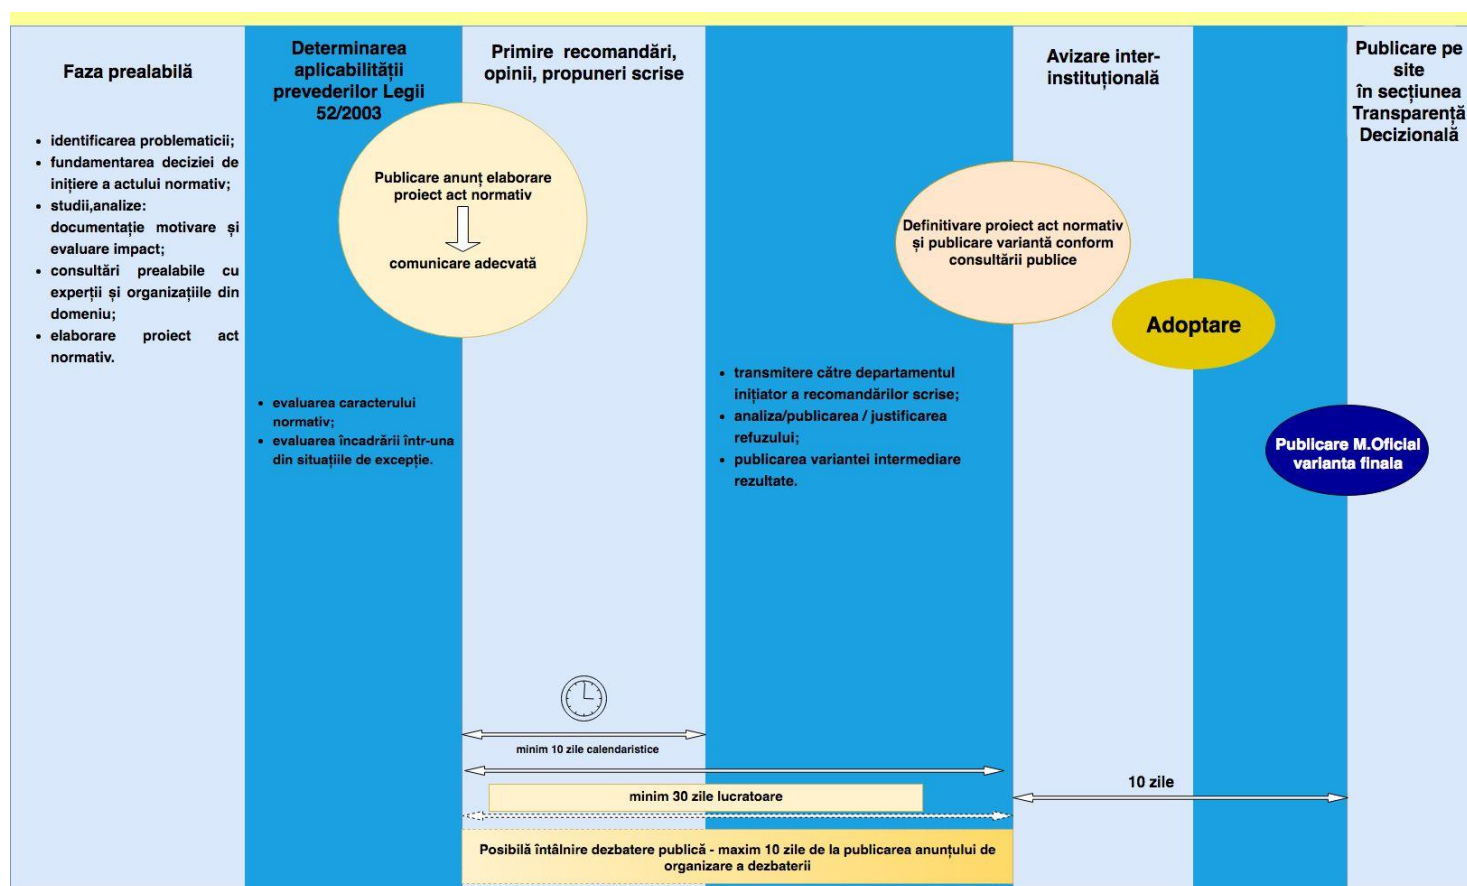 Faza prealabilă
• identificarea problematicii;
• fundamentarea deciziei de
inițiere a actului normativ;
• studii,analize:
documentație motivare și
evaluare impact;
• consultări prealabile cu
experții și organizațiile din
domeniu;
• elaborare proiect act
normativ.
Determinarea
aplicabilității
prevederilor Legii
52/2003
Publicare anunț elaborare
proiect act normativ
comunicare adecvată
• evaluarea caracterului
normativ;
• evaluarea încadrării într-una
din situațiile de excepție.
Primire recomandări,
opinii, propuneri scrise
• transmitere către departamentul
inițiator a recomandărilor scrise;
• analiza/publicarea / justificarea
refuzului;
• publicarea variantei intermediare
rezultate.
Avizare inter-
instituțională
Definitivare proiect act normativ
și publicare variantă conform
consultării publice
Adoptare
Publicare M.Oficial
varianta finala
Publicare pe
site
în secțiunea
Transparență
Decizională
minim 10 zile calendaristice
minim 30 zile lucratoare
10 zile
Posibilă întâlnire dezbatere publică - maxim 10 zile de la publicarea anunțului de
organizare a dezbaterii